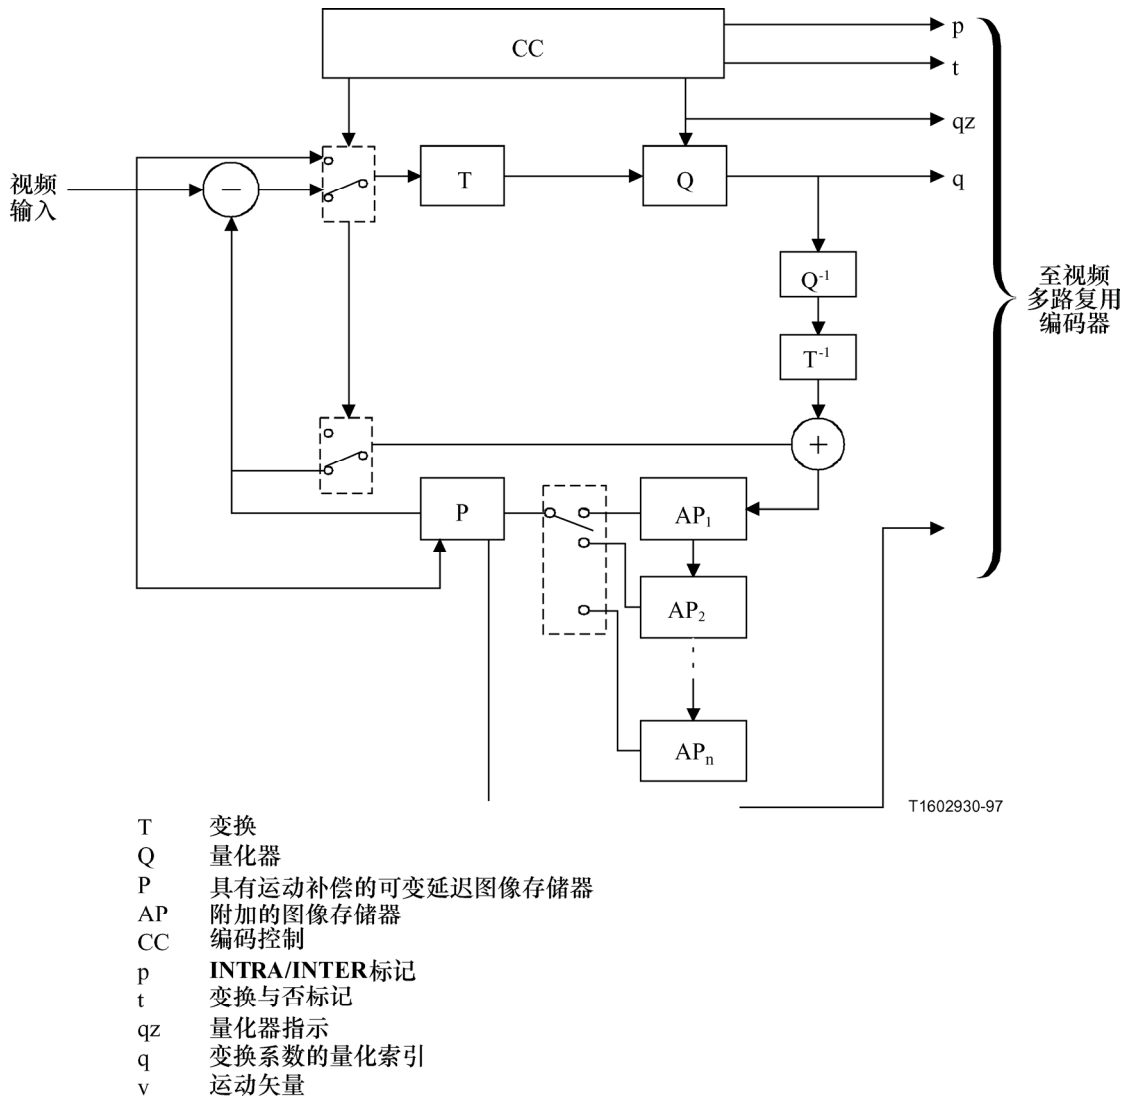 CC
p
t
qz
q
视频
输入
T
Q
Q-1
T-1
至视频
多路复用
编码器
P
AP1
AP2
APn
T1602930-97
T 变换
Q 量化器
P 具有运动补偿的可变延迟图像存储器
AP 附加的图像存储器
CC 编码控制
p INTRA/INTER标记
t 变换与否标记
qz 量化器指示
q 变换系数的量化索引
v 运动矢量